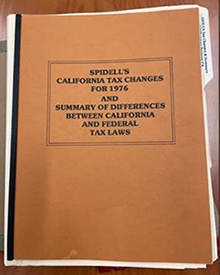 SPIDELL'S
CALIFORNIA TAX CHANGES
FOR 1976
AND
SUMMARY OF DIFFERENCES
BETWEEN CALIFORNIA
AND FEDERAL
TAX LAWS